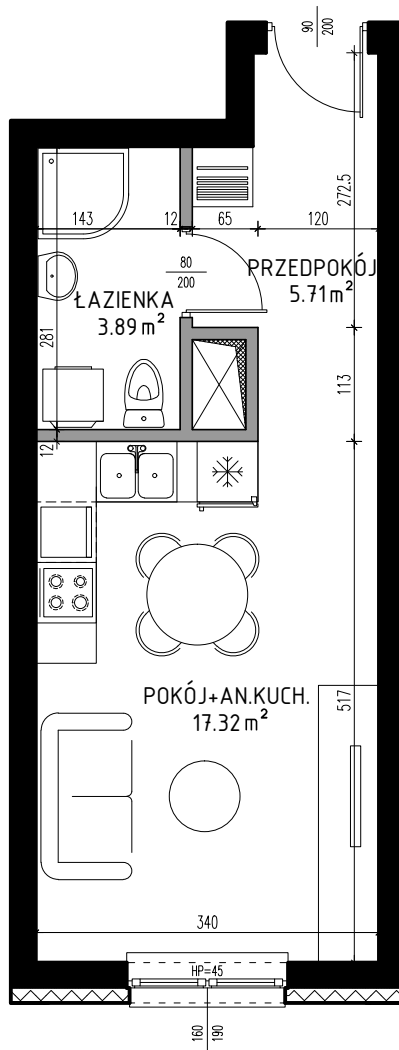 90
200
272.5
143
12
65
120
80
200
PRZEDPOKÓJ
5.71 m²
ŁAZIENKA
3.89 m²
281
113
12
POKÓJ+AN.KUCH.
17.32 m²
517
340
HP=45
160
190